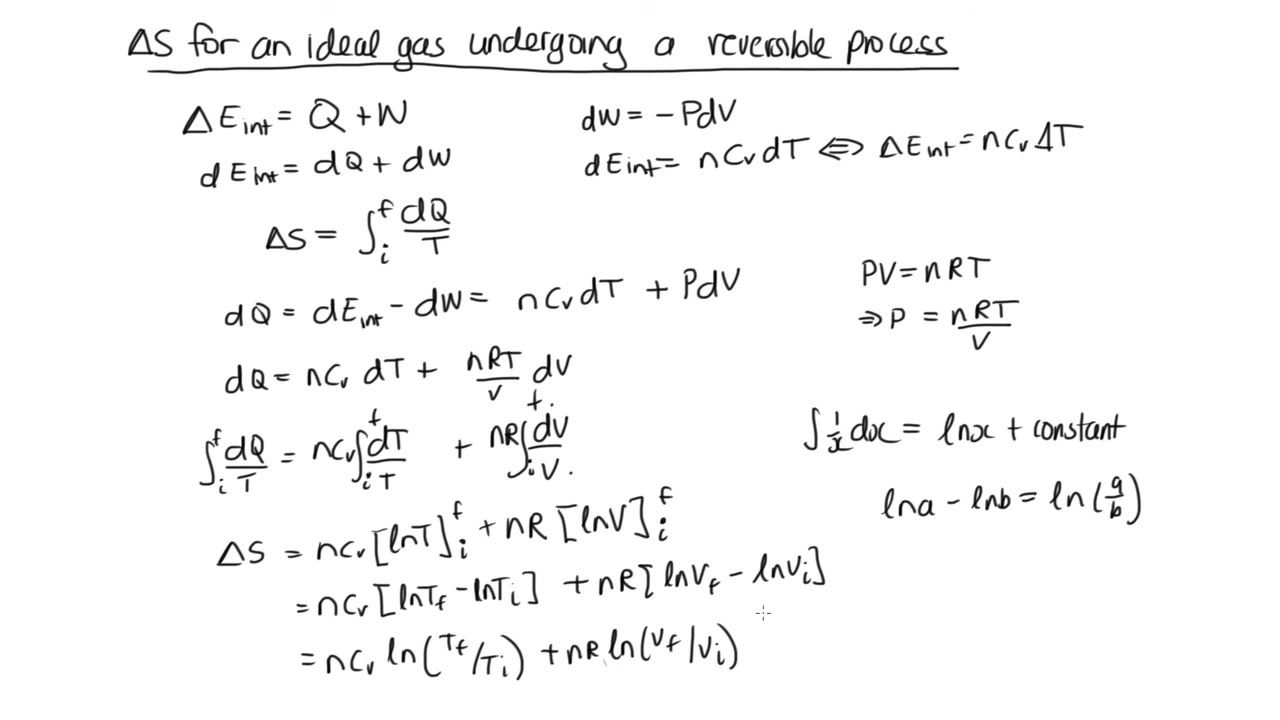 ΔS for an ideal gas undergoing a reversible process
ΔE_int = Q + W
dW = -PdV
dE_int = dQ + dW
dE_int = nC_v dT ⇔ ΔE_int = nC_v ΔT
ΔS = ∫_i^f dQ/T
dQ = dE_int - dW = nC_v dT + PdV
PV = nRT
⇒ P = nRT/V
dQ = nC_v dT + nRT/V dV
∫_i^f dQ/T = nC_v ∫_i^f dT/T + nR ∫_i^f dV/V.
∫ 1/x dx = ln x + constant
ln a - ln b = ln(a/b)
ΔS = nC_v [lnT]_i^f + nR [lnV]_i^f
= nC_v [lnT_f - lnT_i] + nR [lnV_f - lnV_i]
= nC_v ln(T_f/T_i) + nR ln(V_f/V_i)